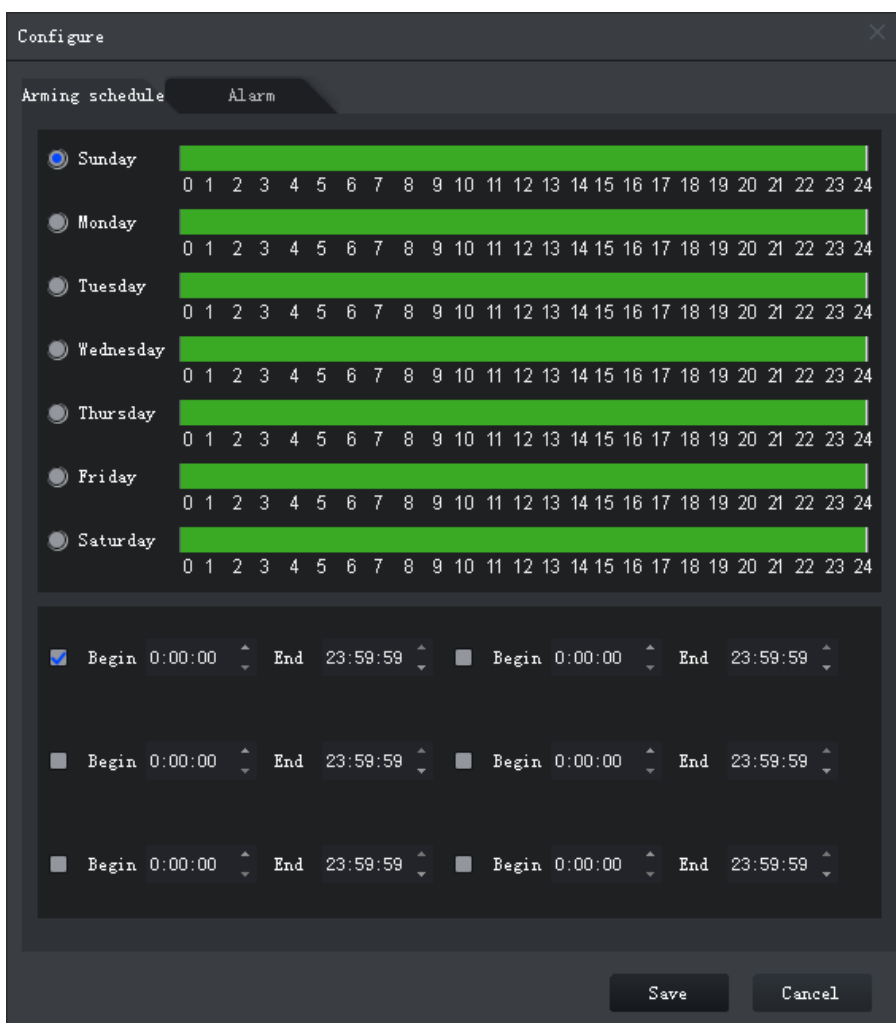 Configure
Arming schedule Alarm
Sunday
0 1 2 3 4 5 6 7 8 9 10 11 12 13 14 15 16 17 18 19 20 21 22 23 24
Monday
0 1 2 3 4 5 6 7 8 9 10 11 12 13 14 15 16 17 18 19 20 21 22 23 24
Tuesday
0 1 2 3 4 5 6 7 8 9 10 11 12 13 14 15 16 17 18 19 20 21 22 23 24
Wednesday
0 1 2 3 4 5 6 7 8 9 10 11 12 13 14 15 16 17 18 19 20 21 22 23 24
Thursday
0 1 2 3 4 5 6 7 8 9 10 11 12 13 14 15 16 17 18 19 20 21 22 23 24
Friday
0 1 2 3 4 5 6 7 8 9 10 11 12 13 14 15 16 17 18 19 20 21 22 23 24
Saturday
0 1 2 3 4 5 6 7 8 9 10 11 12 13 14 15 16 17 18 19 20 21 22 23 24
Begin 0:00:00 End 23:59:59 Begin 0:00:00 End 23:59:59
Begin 0:00:00 End 23:59:59 Begin 0:00:00 End 23:59:59
Begin 0:00:00 End 23:59:59 Begin 0:00:00 End 23:59:59
Save Cancel